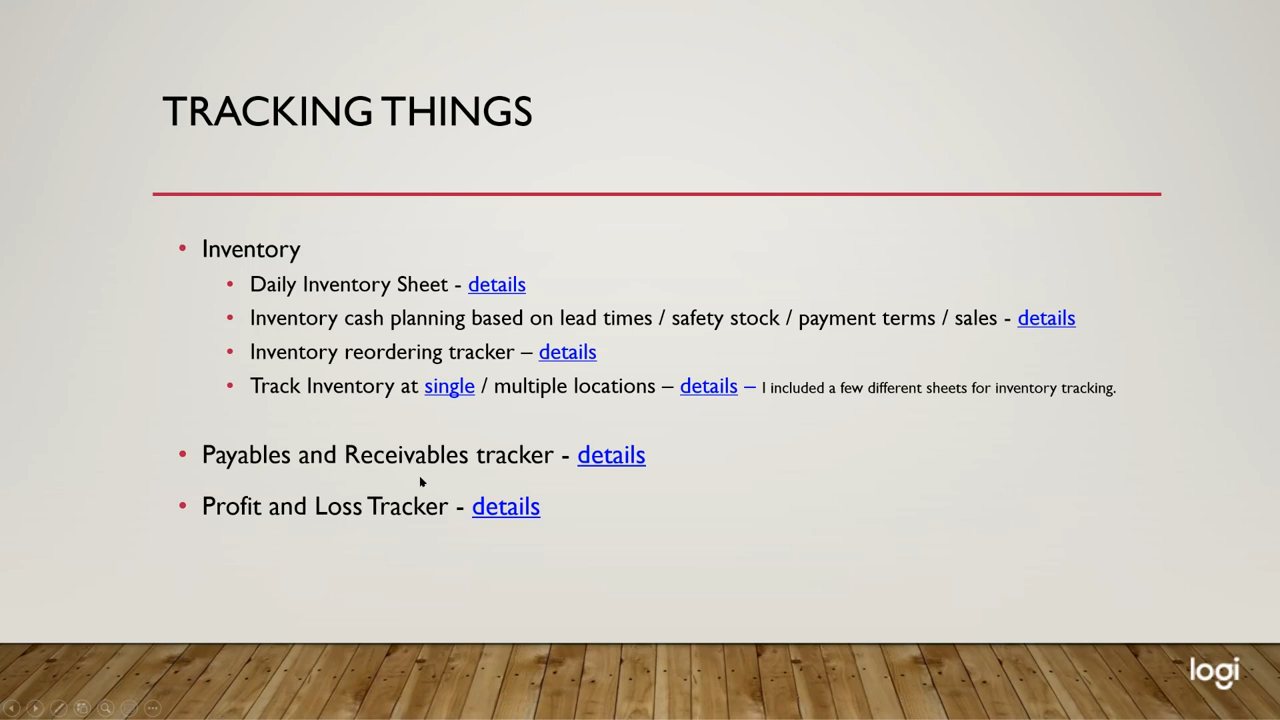 TRACKING THINGS
• Inventory
• Daily Inventory Sheet - details
• Inventory cash planning based on lead times / safety stock / payment terms / sales - details
• Inventory reordering tracker – details
• Track Inventory at single / multiple locations – details – I included a few different sheets for inventory tracking.
• Payables and Receivables tracker - details
• Profit and Loss Tracker - details
logi